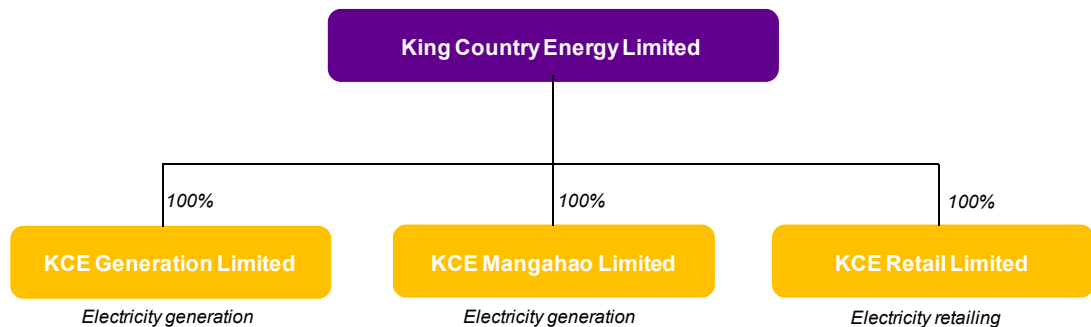 King Country Energy Limited
100%
100%
100%
KCE Generation Limited
KCE Mangahao Limited
KCE Retail Limited
Electricity generation
Electricity generation
Electricity retailing